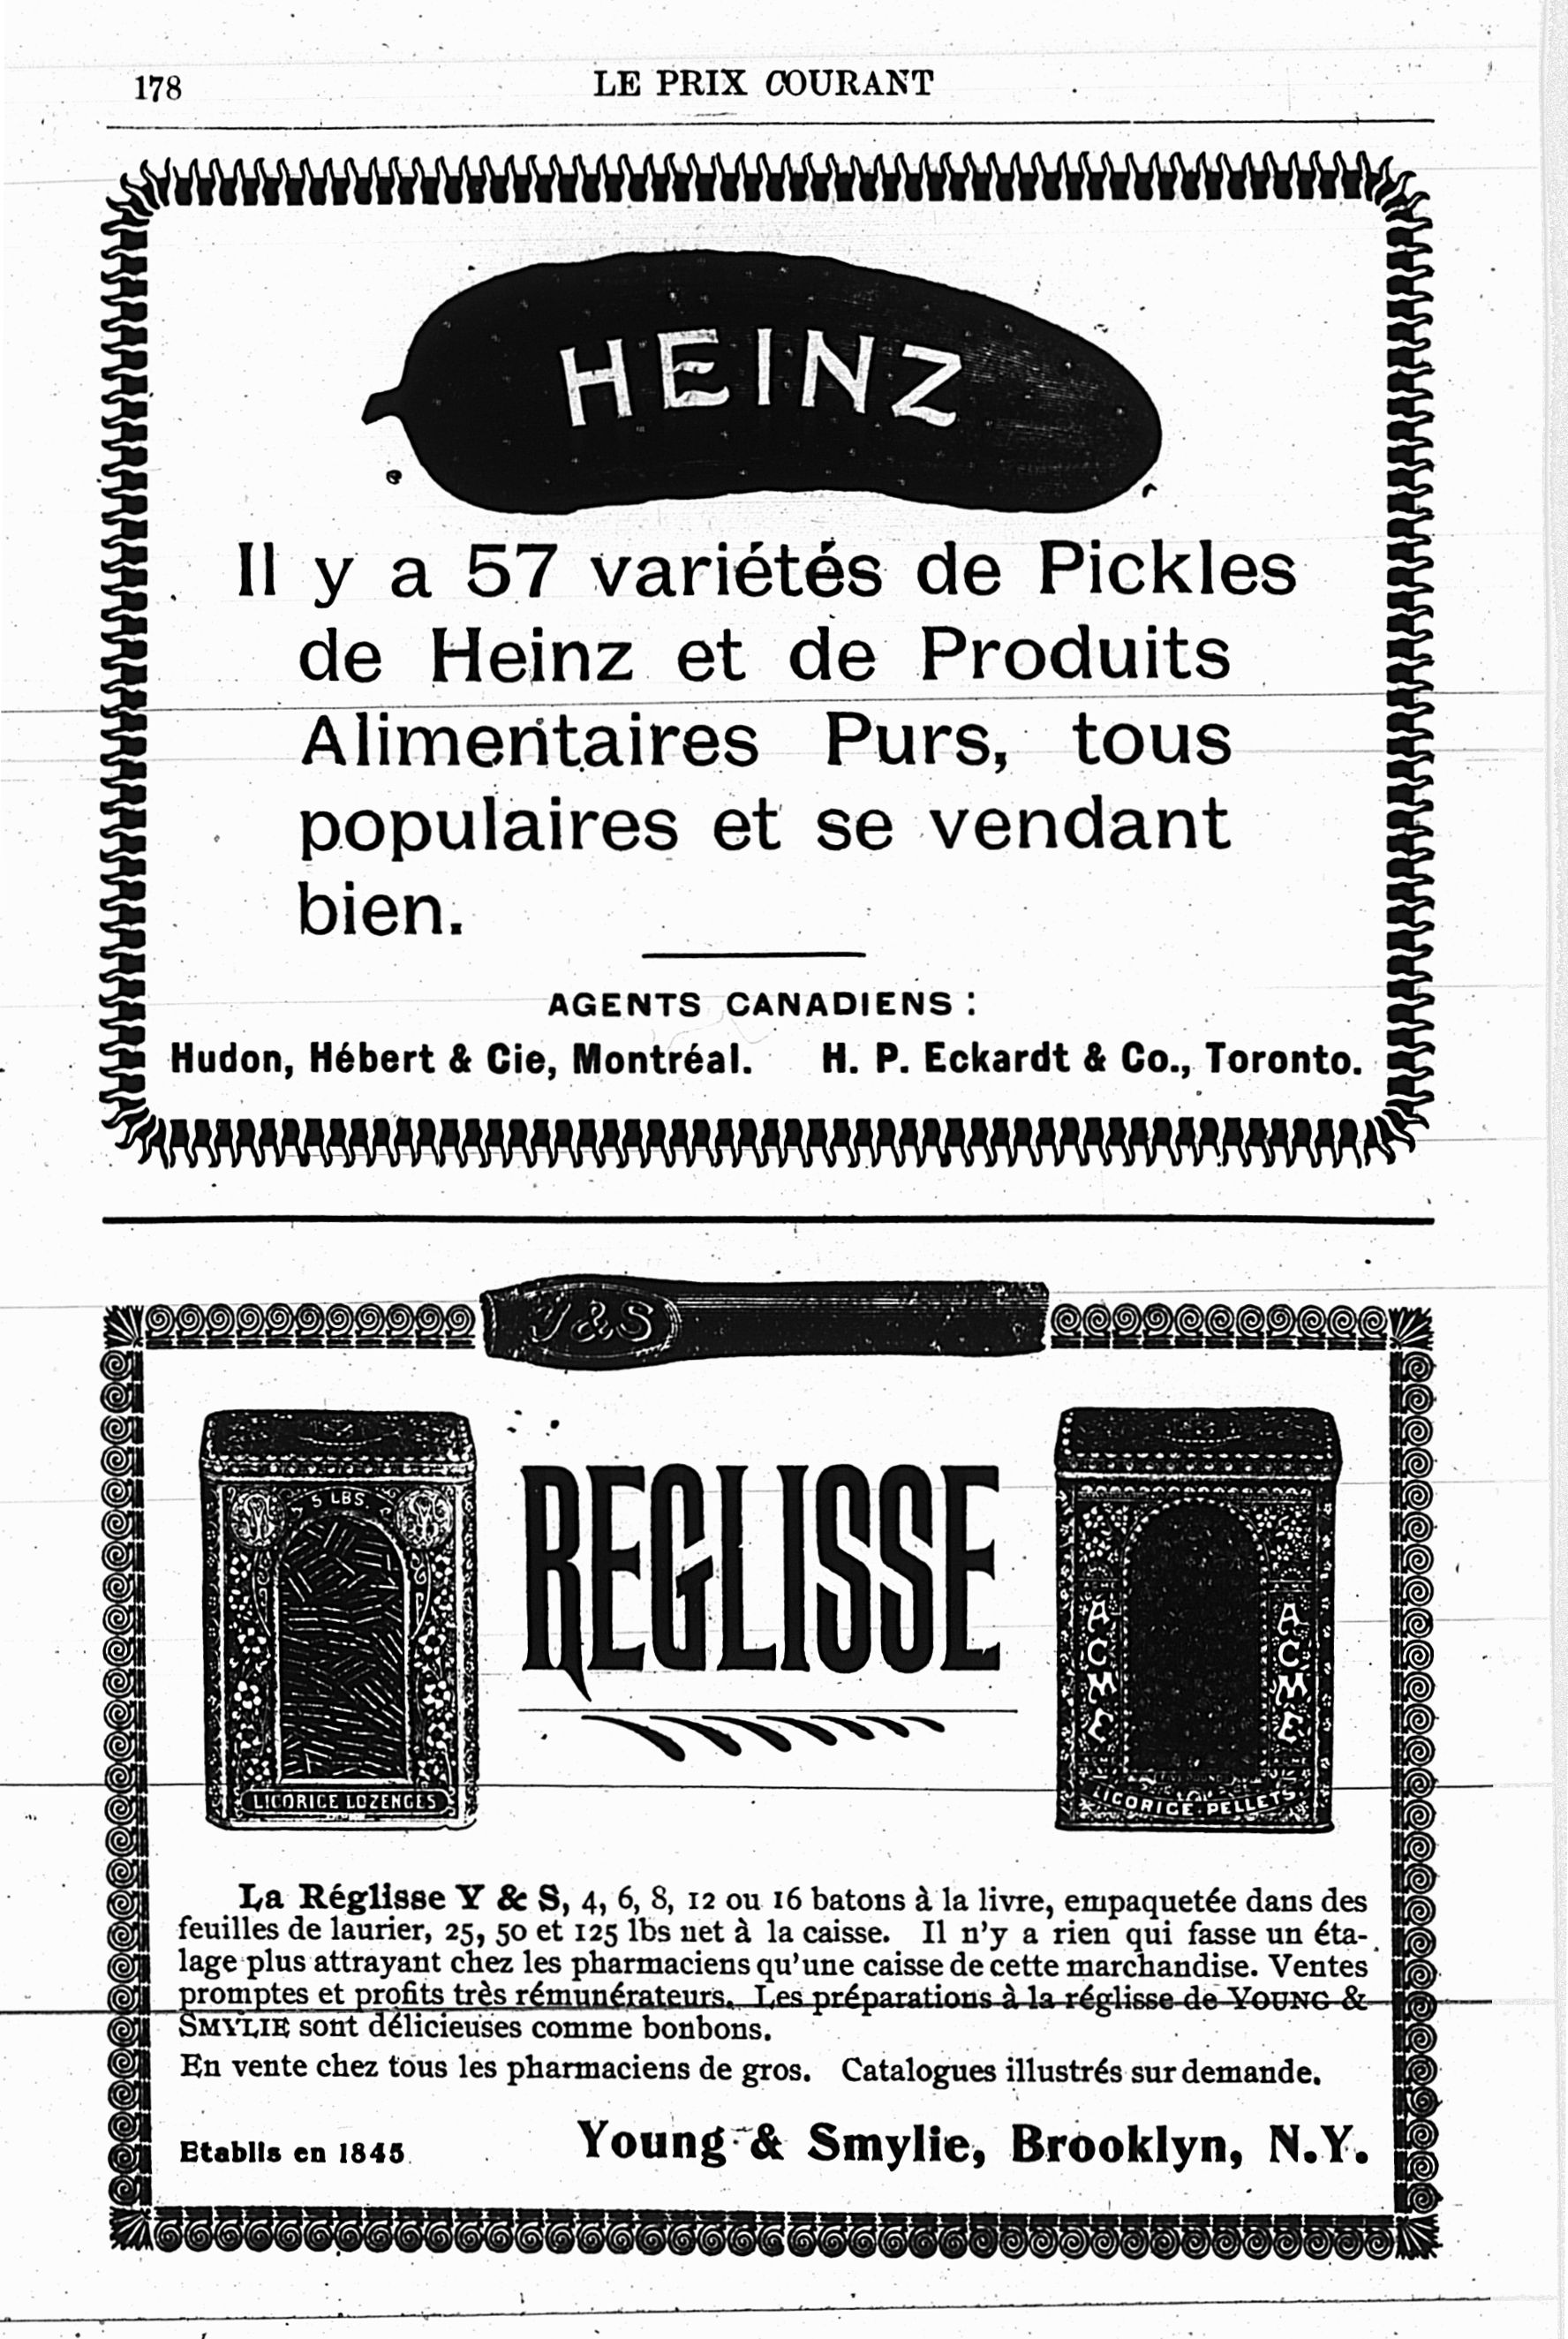 178
LE PRIX COURANT
HEINZ
Il y a 57 variétés de Pickles
de Heinz et de Produits
Alimentaires Purs, tous
populaires et se vendant
bien.
AGENTS CANADIENS :
Hudon, Hébert & Cie, Montréal. H. P. Eckardt & Co., Toronto.
Y & S
5 LBS.
LICORICE LOZENGES
REGLISSE
ACME
ACME
LICORICE PELLETS
La Réglisse Y & S, 4, 6, 8, 12 ou 16 batons à la livre, empaquetée dans des
feuilles de laurier, 25, 50 et 125 lbs net à la caisse. Il n'y a rien qui fasse un éta-
lage plus attrayant chez les pharmaciens qu'une caisse de cette marchandise. Ventes
promptes et profits très rémunérateurs. Les préparations à la réglisse de YOUNG &
SMYLIE sont délicieuses comme bonbons.
En vente chez tous les pharmaciens de gros. Catalogues illustrés sur demande.
Etablis en 1845 Young & Smylie, Brooklyn, N.Y.